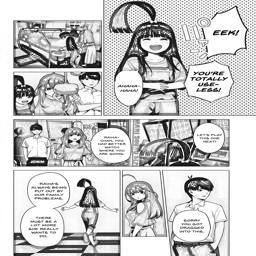 EEK!
YOU'RE
TOTALLY
USE-
LESS!
AHAHA-
HAHA!
LET'S PLAY
THIS ONE
NEXT!
RAIHA-
CHAN, YOU
HAD BETTER
WATCH
WHERE YOU
ARE GOING.
SORRY
YOU GOT
DRAGGED
INTO THIS.
RAIHA'S
ALWAYS BEING
PUT OUT BY
OUR FAMILY
PROBLEMS.
THERE
MUST BE A
LOT MORE
SHE REALLY
WANTS TO
DO.